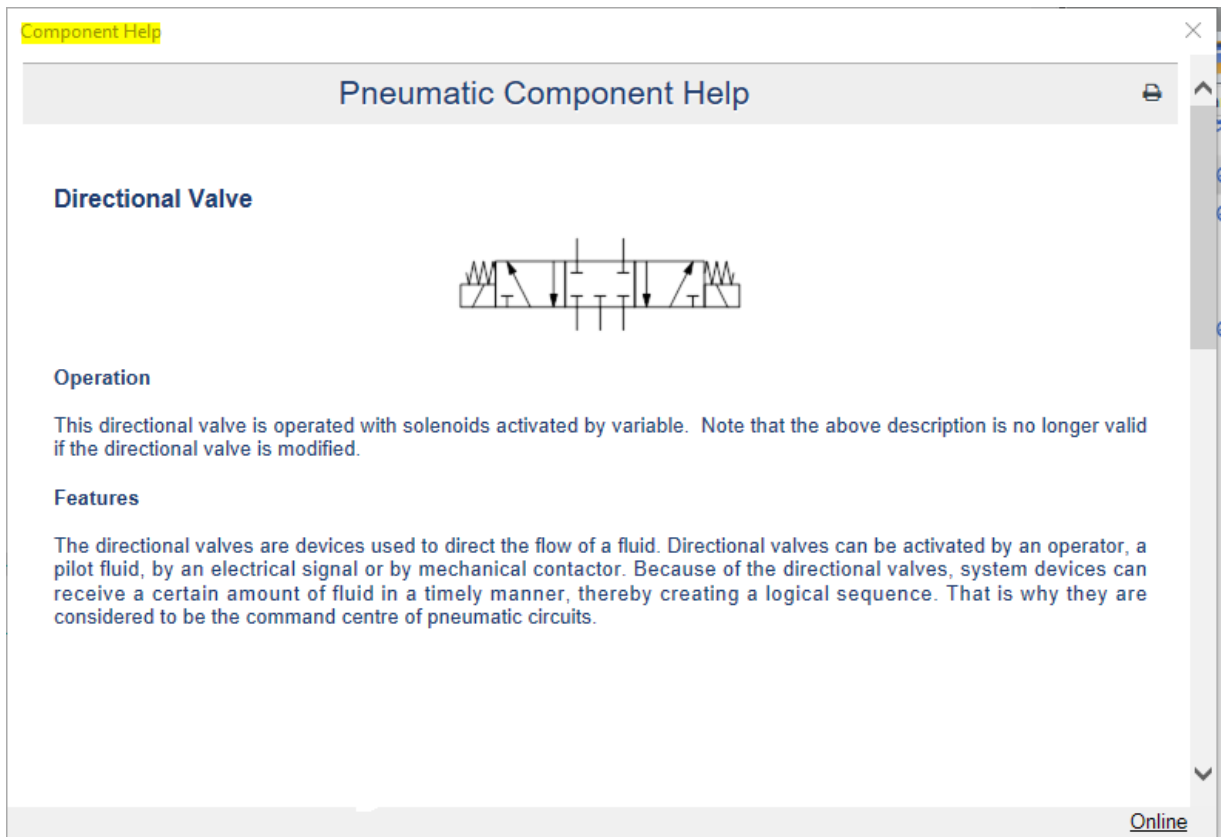 Component Help
Pneumatic Component Help
Directional Valve
Operation
This directional valve is operated with solenoids activated by variable.  Note that the above description is no longer valid
if the directional valve is modified.
Features
The directional valves are devices used to direct the flow of a fluid. Directional valves can be activated by an operator, a
pilot fluid, by an electrical signal or by mechanical contactor. Because of the directional valves, system devices can
receive a certain amount of fluid in a timely manner, thereby creating a logical sequence. That is why they are
considered to be the command centre of pneumatic circuits.
Online